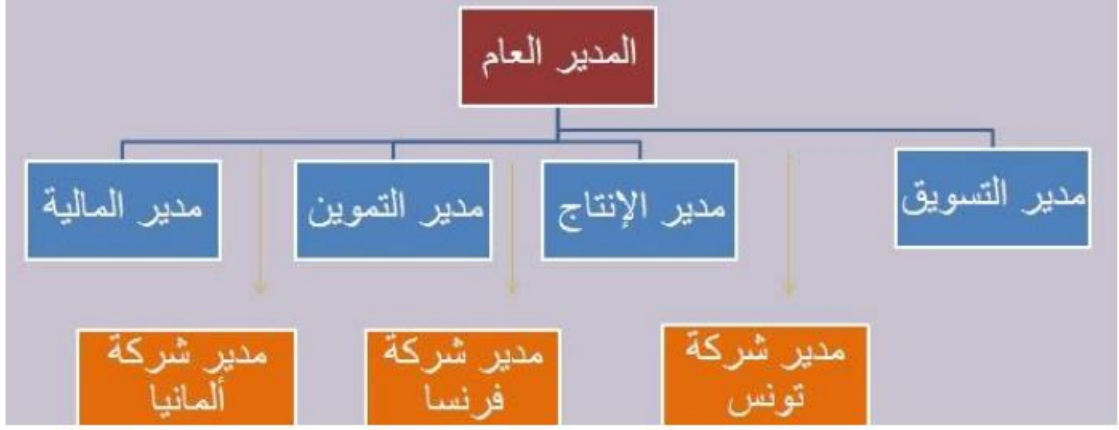 المدير العام
مدير التسويق
مدير الإنتاج
مدير التموين
مدير المالية
مدير شركة
تونس
مدير شركة
فرنسا
مدير شركة
ألمانيا